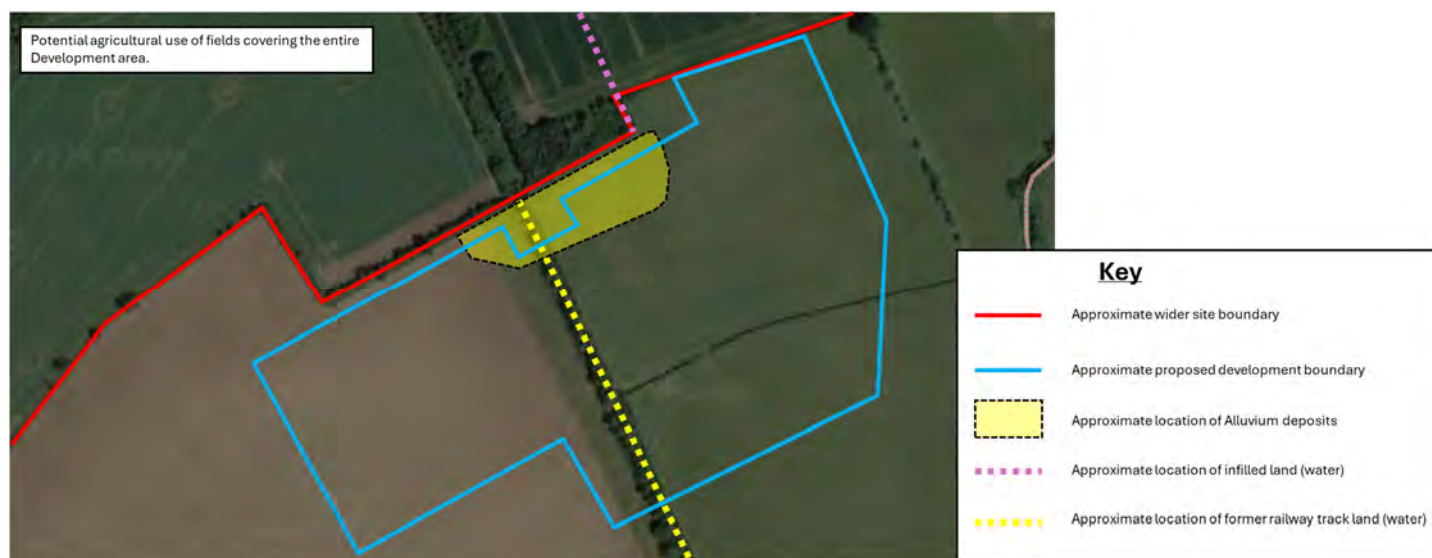 Potential agricultural use of fields covering the entire
Development area.
Key
Approximate wider site boundary
Approximate proposed development boundary
Approximate location of Alluvium deposits
Approximate location of infilled land (water)
Approximate location of former railway track land (water)